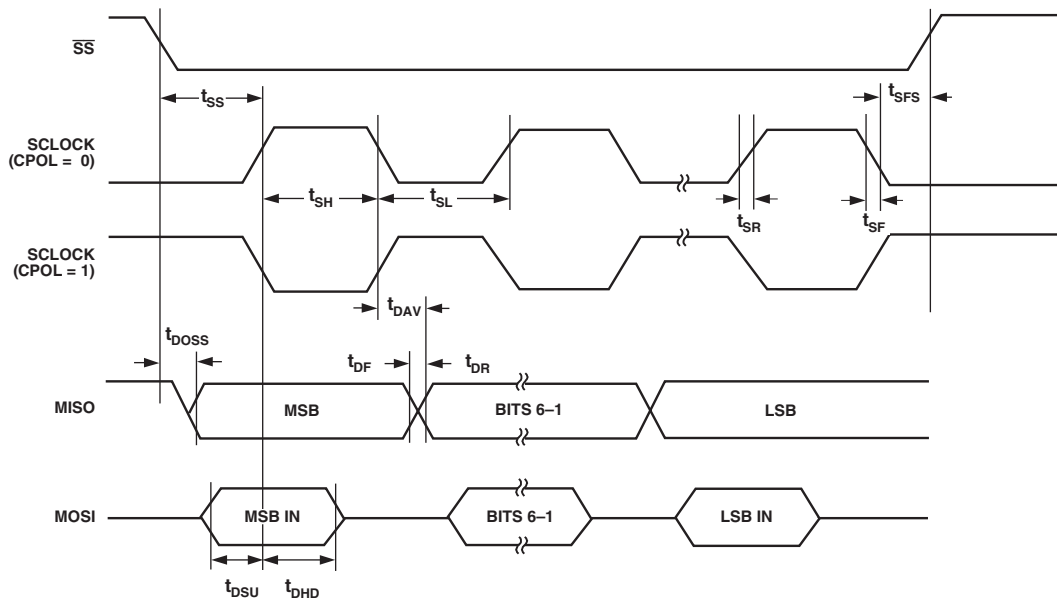 SS
tSS
tSFS
SCLOCK
(CPOL = 0)
tSH
tSL
tSR
tSF
SCLOCK
(CPOL = 1)
tDAV
tDOSS
tDF
tDR
MISO
MSB
BITS 6–1
LSB
MOSI
MSB IN
BITS 6–1
LSB IN
tDSU
tDHD